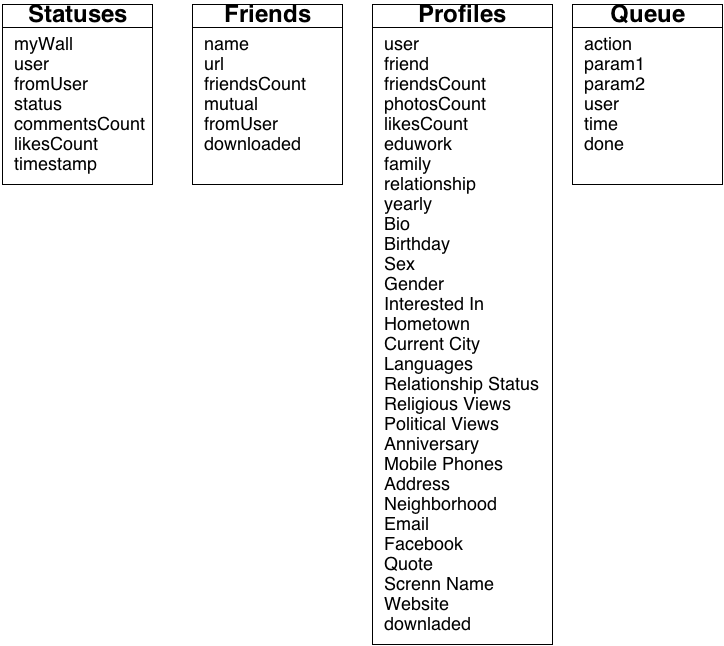 Statuses
myWall
user
fromUser
status
commentsCount
likesCount
timestamp
Friends
name
url
friendsCount
mutual
fromUser
downloaded
Profiles
user
friend
friendsCount
photosCount
likesCount
eduwork
family
relationship
yearly
Bio
Birthday
Sex
Gender
Interested In
Hometown
Current City
Languages
Relationship Status
Religious Views
Political Views
Anniversary
Mobile Phones
Address
Neighborhood
Email
Facebook
Quote
Screnn Name
Website
downladed
Queue
action
param1
param2
user
time
done